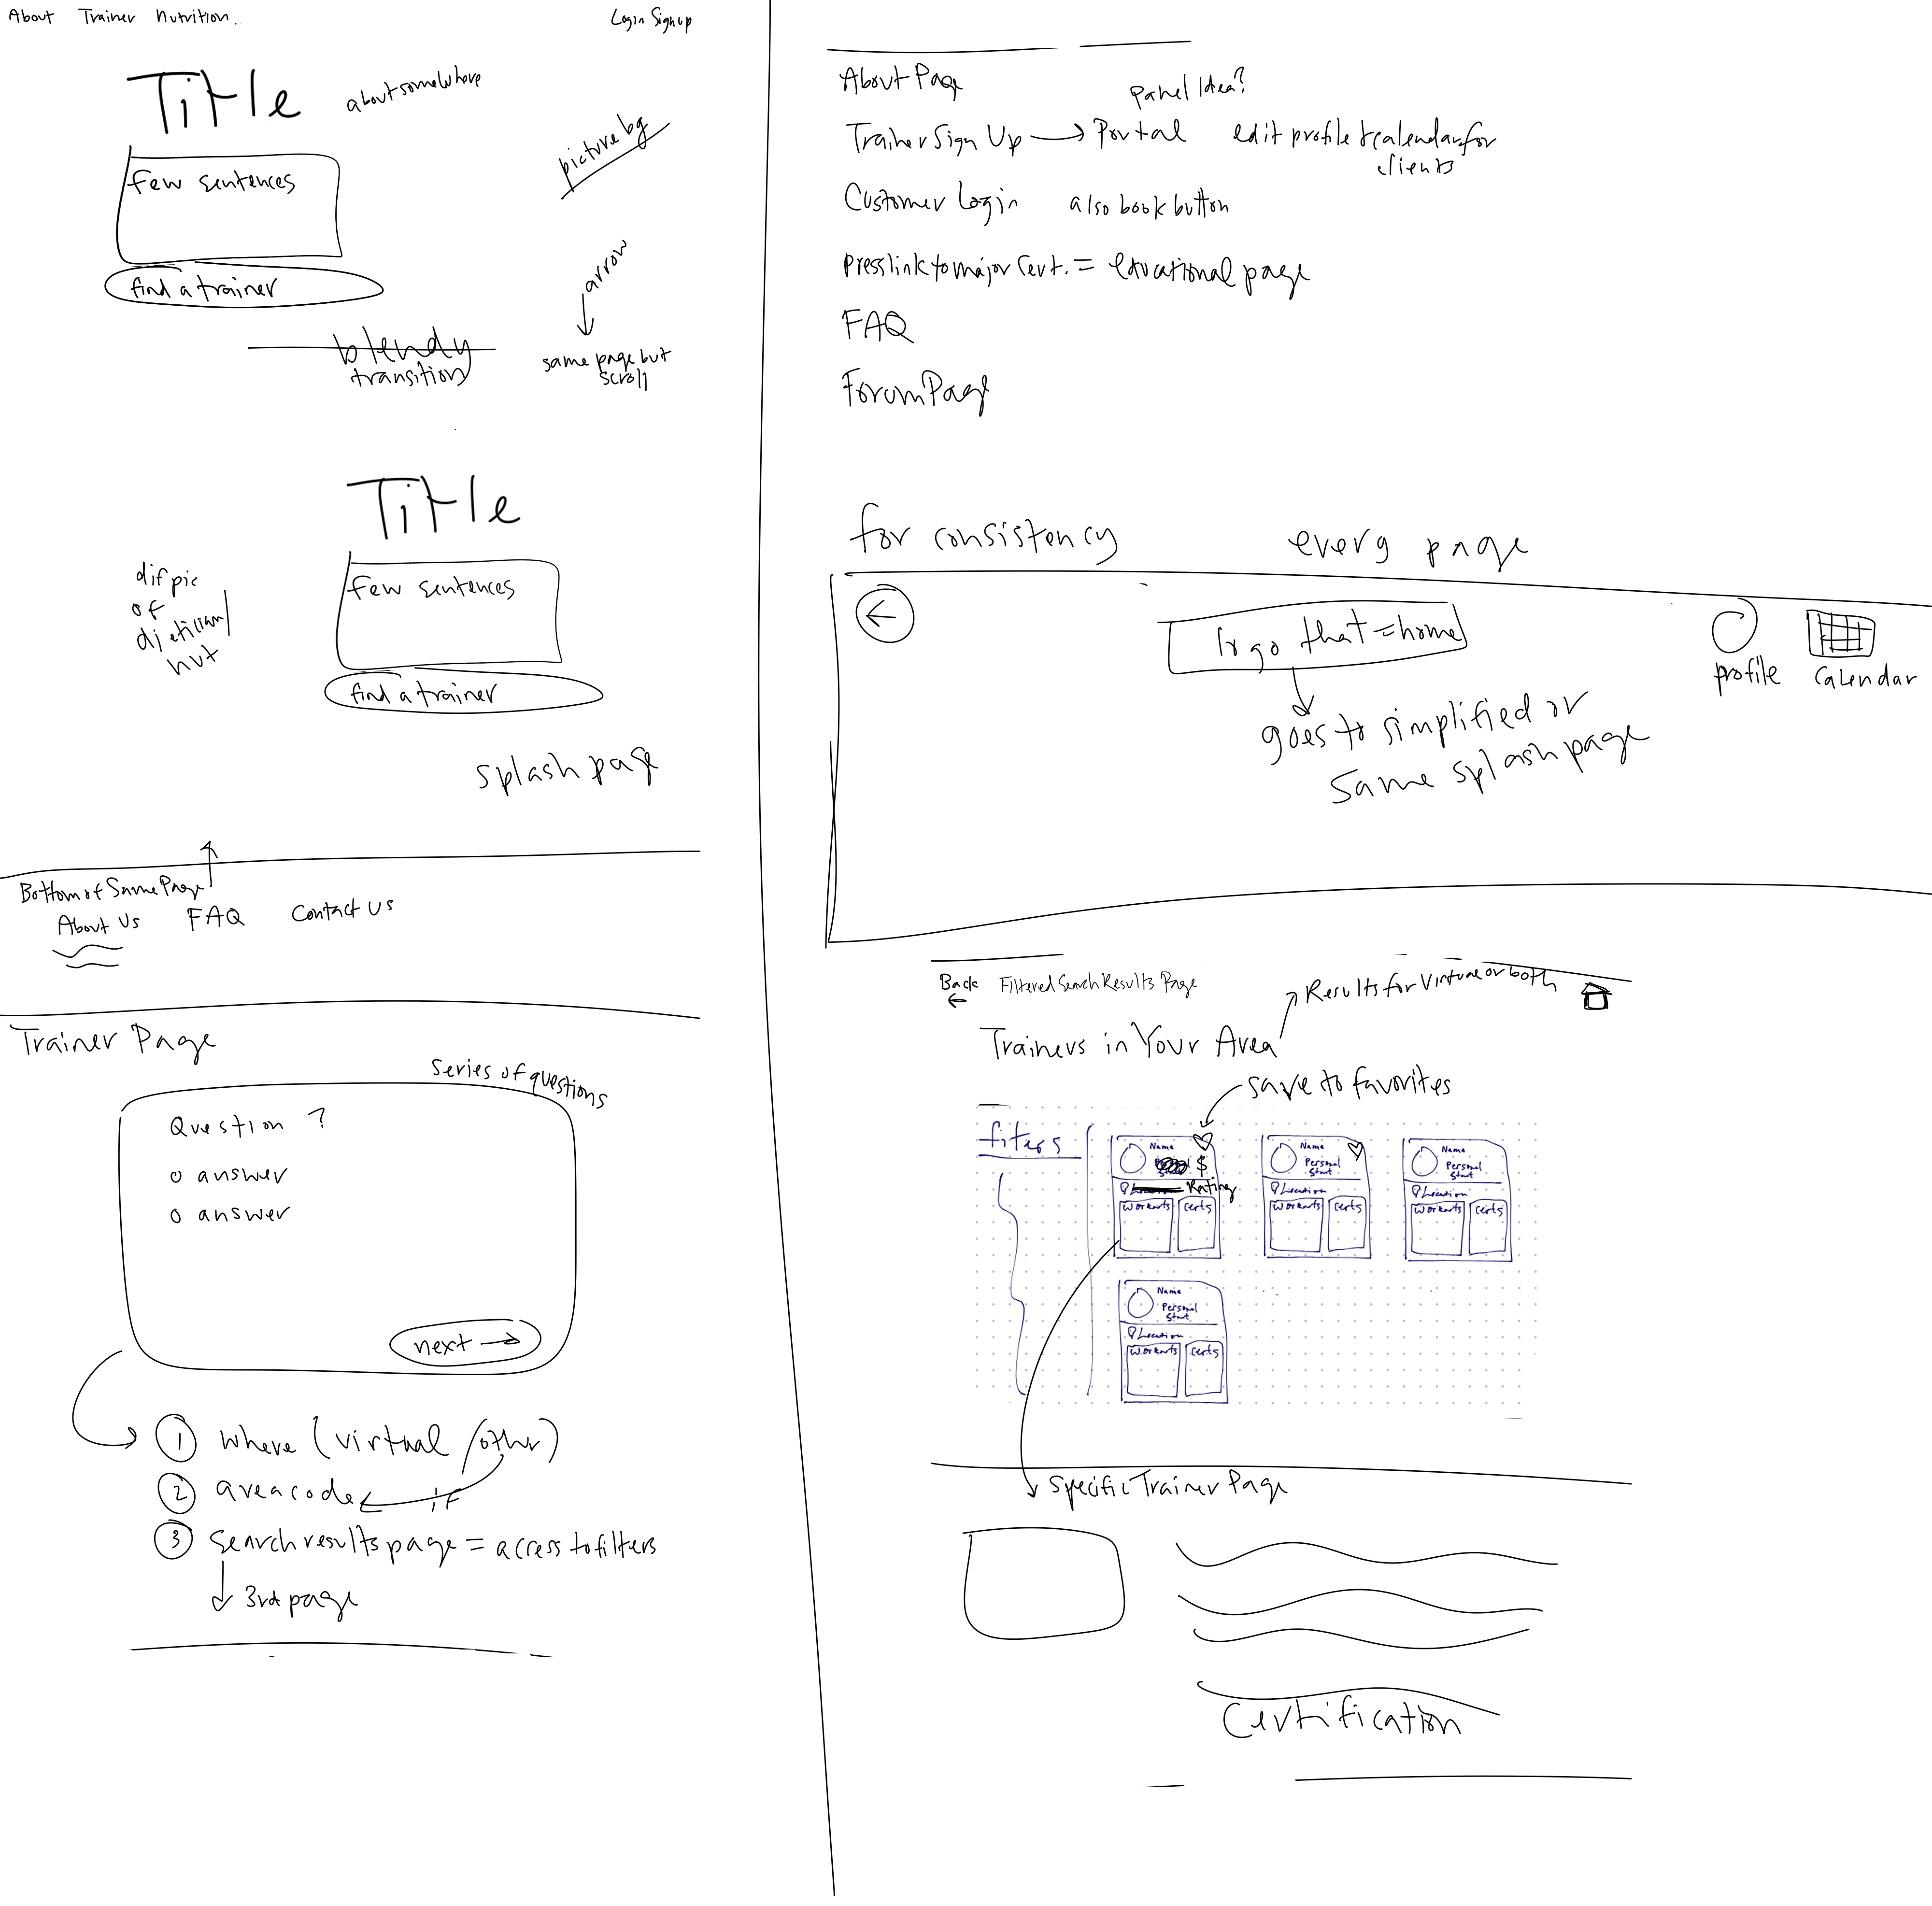 About Trainer Nutrition.
Login Signup
Title
about somewhere
picture bg
few sentences
find a trainer
arrow
blendy
transition
same page but
scroll
Title
few sentences
find a trainer
dif pic
of
dietician/
nut
splash page
Bottom of Same Page
About Us FAQ Contact Us
Trainer Page
Series of questions
Question ?
o answer
o answer
next →
1 where (virtual /other)
2 area code if
3 Search results page = access to filters
3rd page
About Page
panel Idea?
Trainer Sign Up → Portal edit profile & calendar for
clients
Customer Login also book button
press link to major Cert. = educational page
FAQ
Forum Page
for consistency every page
←
logo that = home
profile calendar
goes to simplified or
same splash page
Back Filtered Search Results Page
←
Results for Virtual or both
Trainers in Your Area
save to favorites
fiters
Name
$
Rating
workouts certs
Name
Personal
Stmt
Location
workouts certs
Name
Personal
Stmt
Location
workouts certs
Name
Personal
Stmt.
Location
workouts certs
Specific Trainer Page
Certification